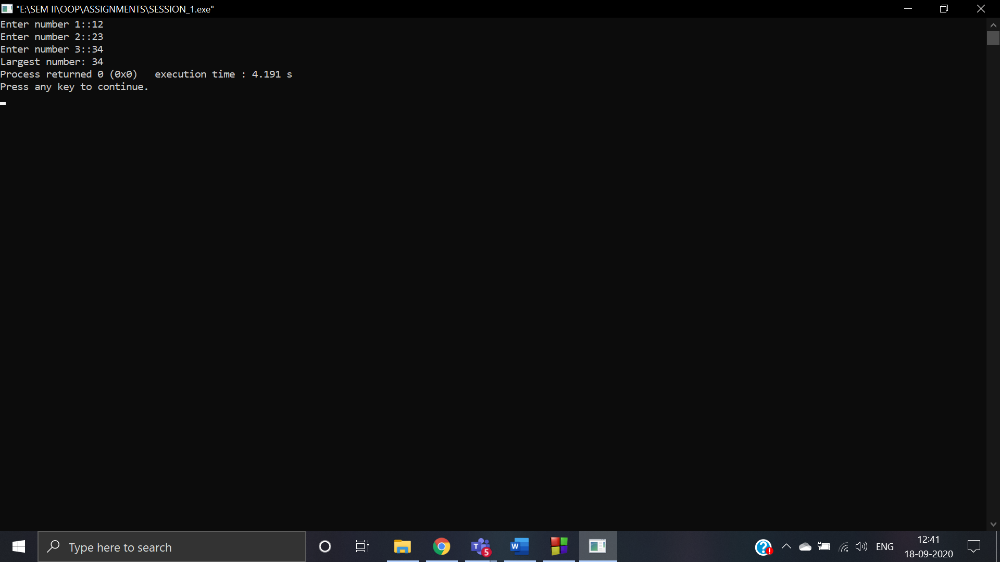 "E:\SEM II\OOP\ASSIGNMENTS\SESSION_1.exe"
Enter number 1::12
Enter number 2::23
Enter number 3::34
Largest number: 34
Process returned 0 (0x0)   execution time : 4.191 s
Press any key to continue.
Type here to search
T
5
W
?
!
ENG
12:41
18-09-2020